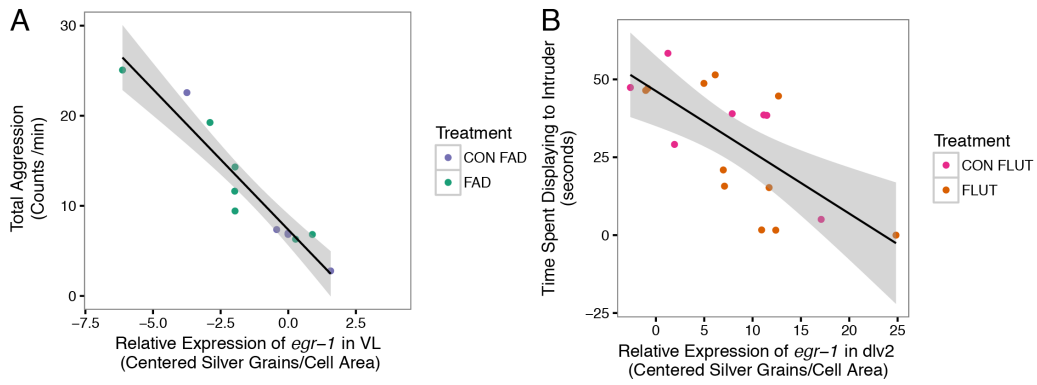 A
30
20
10
0
−7.5
−5.0
−2.5
0.0
2.5
Total Aggression
(Counts /min)
Relative Expression of egr−1 in VL
(Centered Silver Grains/Cell Area)
Treatment
CON FAD
FAD
B
50
25
0
−25
0
5
10
15
20
25
Time Spent Displaying to Intruder
(seconds)
Relative Expression of egr−1 in dlv2
(Centered Silver Grains/Cell Area)
Treatment
CON FLUT
FLUT